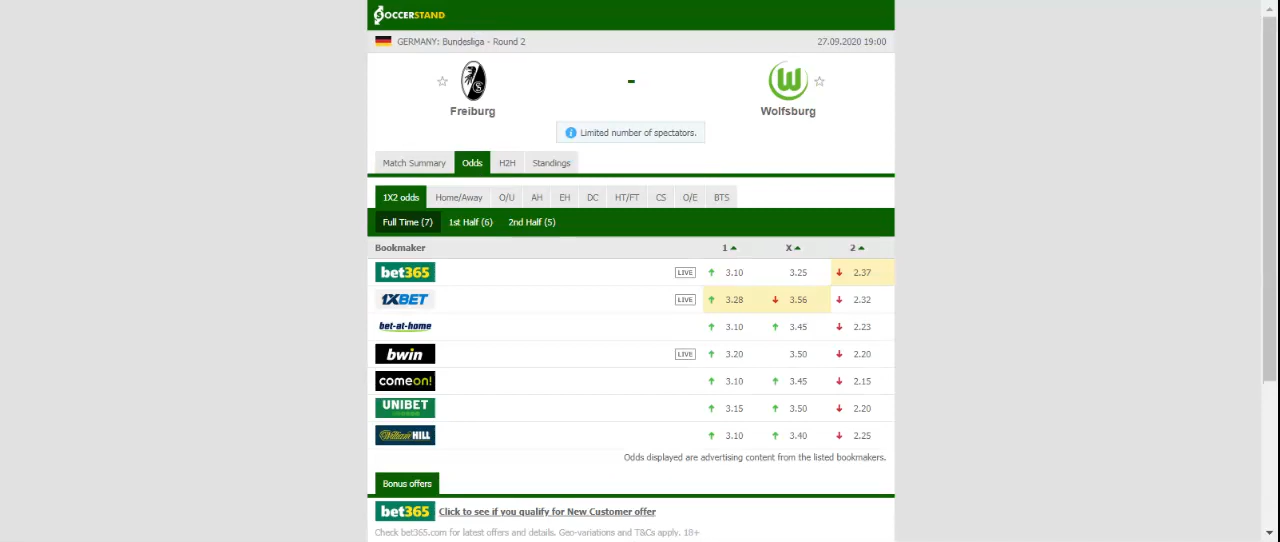 SOCCERSTAND
GERMANY: Bundesliga - Round 2 27.09.2020 19:00
-
Freiburg Wolfsburg
Limited number of spectators.
Match Summary Odds H2H Standings
1X2 odds Home/Away O/U AH EH DC HT/FT CS O/E BTS
Full Time (7) 1st Half (6) 2nd Half (5)
Bookmaker 1 X 2
bet365 LIVE 3.10 3.25 2.37
1XBET LIVE 3.28 3.56 2.32
bet-at-home 3.10 3.45 2.23
bwin LIVE 3.20 3.50 2.20
comeon! 3.10 3.45 2.15
UNIBET 3.15 3.50 2.20
William HILL 3.10 3.40 2.25
Odds displayed are advertising content from the listed bookmakers.
Bonus offers
bet365 Click to see if you qualify for New Customer offer
Check bet365.com for latest offers and details. Geo-variations and T&Cs apply. 18+